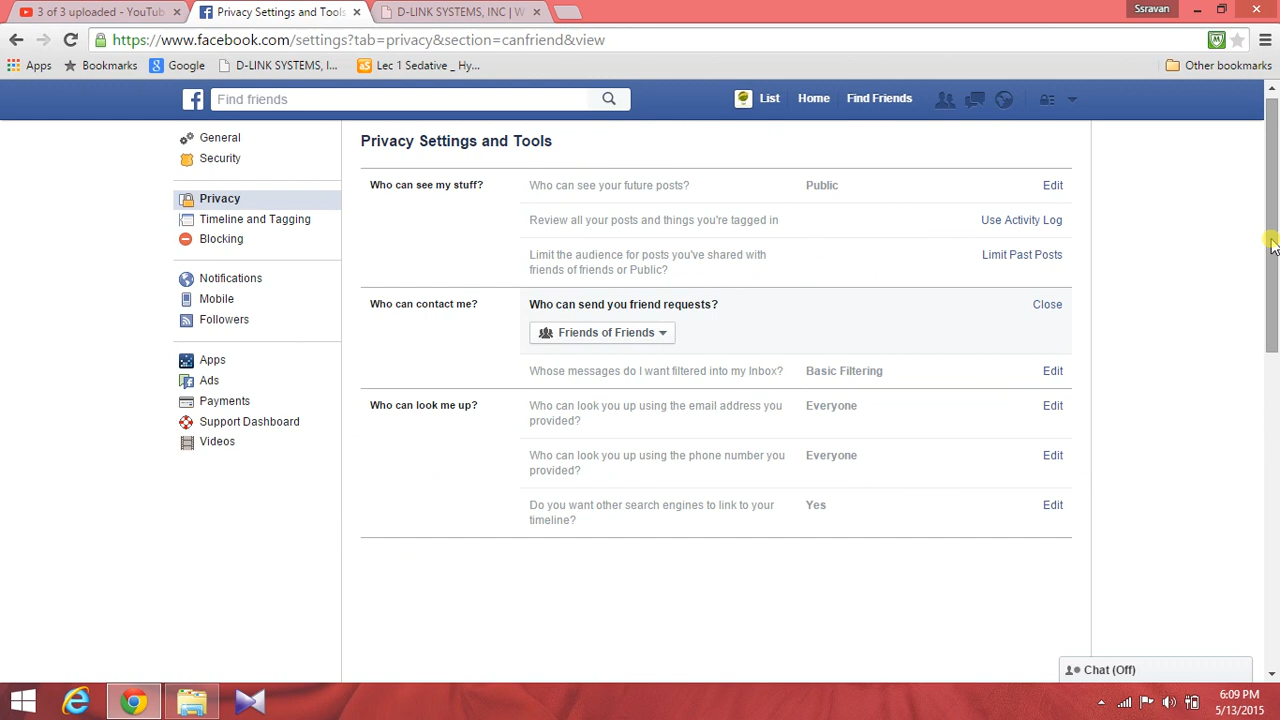 3 of 3 uploaded - YouTub
Privacy Settings and Tools
D-LINK SYSTEMS, INC | W
Ssravan
https://www.facebook.com/settings?tab=privacy&section=canfriend&view
Apps
Bookmarks
Google
D-LINK SYSTEMS, I...
Lec 1 Sedative _ Hy...
Other bookmarks
Find friends
List
Home
Find Friends
General
Security
Privacy
Timeline and Tagging
Blocking
Notifications
Mobile
Followers
Apps
Ads
Payments
Support Dashboard
Videos
Privacy Settings and Tools
Who can see my stuff?
Who can see your future posts?
Public
Edit
Review all your posts and things you're tagged in
Use Activity Log
Limit the audience for posts you've shared with
friends of friends or Public?
Limit Past Posts
Who can contact me?
Who can send you friend requests?
Close
Friends of Friends
Whose messages do I want filtered into my Inbox?
Basic Filtering
Edit
Who can look me up?
Who can look you up using the email address you
provided?
Everyone
Edit
Who can look you up using the phone number you
provided?
Everyone
Edit
Do you want other search engines to link to your
timeline?
Yes
Edit
Chat (Off)
6:09 PM
5/13/2015